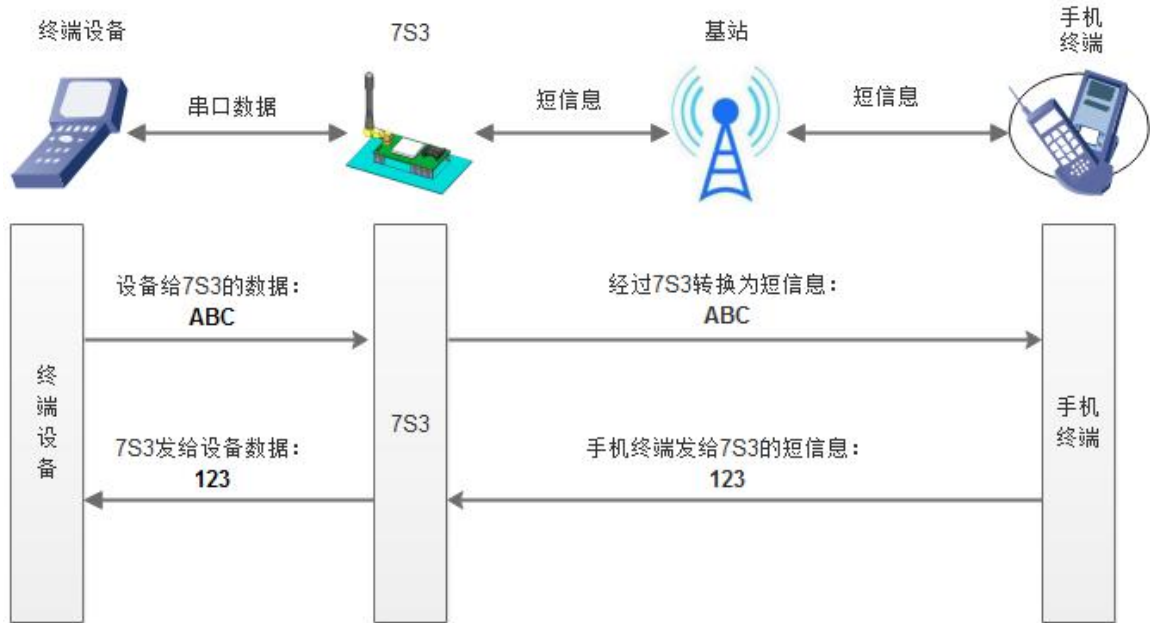 终端设备
7S3
基站
手机
终端
串口数据
短信息
短信息
设备给7S3的数据：
ABC
经过7S3转换为短信息：
ABC
终
端
设
备
7S3
手机
终端
7S3发给设备数据：
123
手机终端发给7S3的短信息：
123